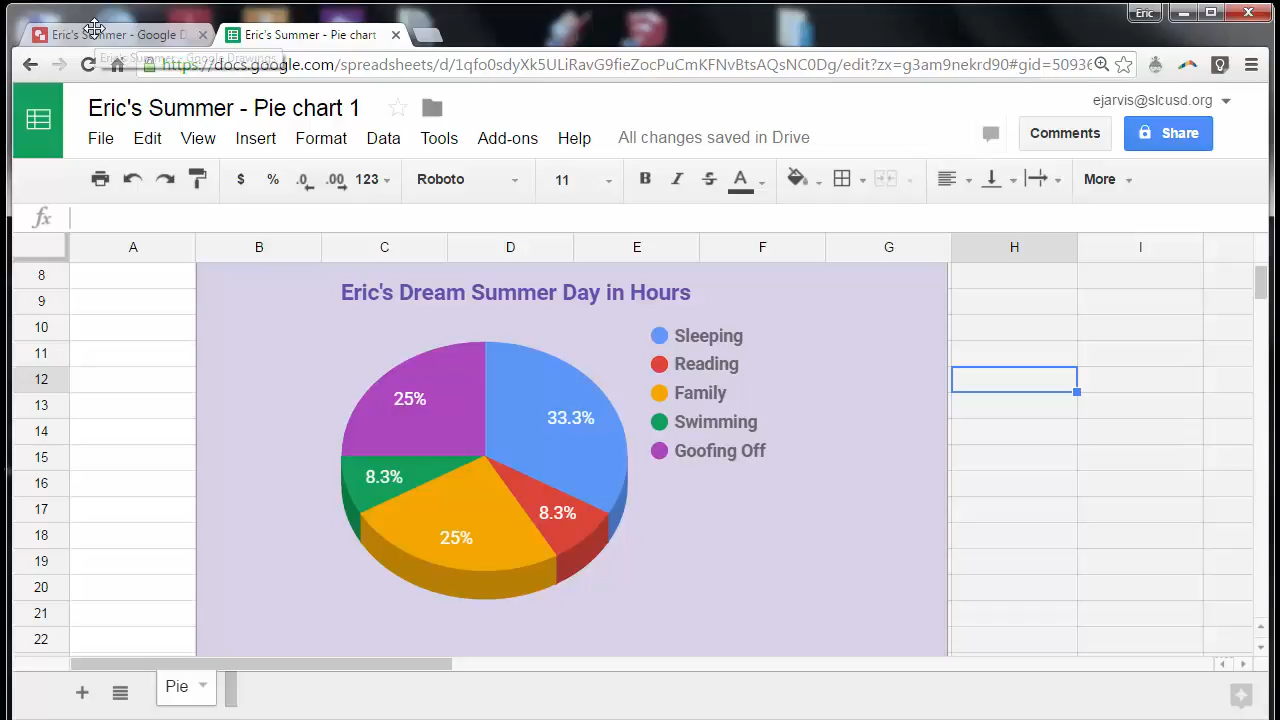 Eric
Eric's Summer - Google D
Eric's Summer - Pie chart
Eric's Summer - Google Drawings
https://docs.google.com/spreadsheets/d/1qfo0sdyXk5ULiRavG9fieZocPuCmKFNvBtsAQsNC0Dg/edit?zx=g3am9nekrd90#gid=50936
Eric's Summer - Pie chart 1
ejarvis@slcusd.org
File Edit View Insert Format Data Tools Add-ons Help All changes saved in Drive
Comments
Share
$ % .0 .00 123 Roboto 11 B I S A More
fx
A B C D E F G H I
8
9
10
11
12
13
14
15
16
17
18
19
20
21
22
Eric's Dream Summer Day in Hours
Sleeping
Reading
Family
Swimming
Goofing Off
25%
33.3%
8.3%
8.3%
25%
Pie